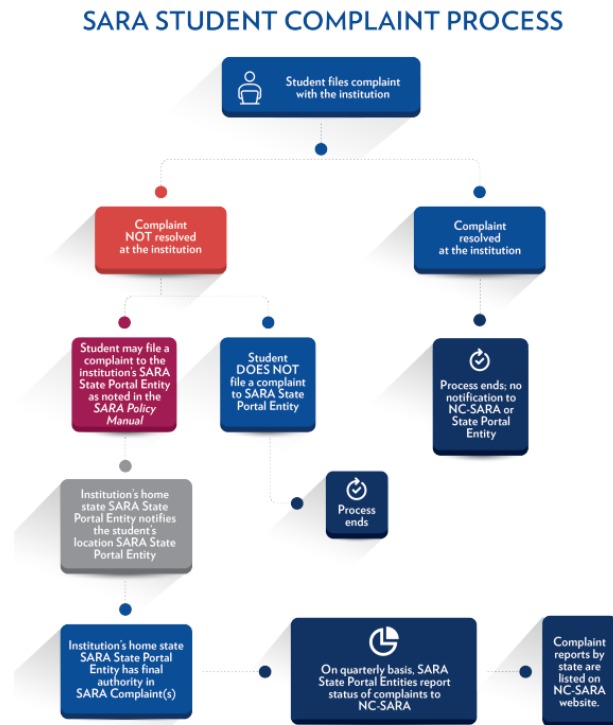 SARA STUDENT COMPLAINT PROCESS
Student files complaint
with the institution
Complaint
NOT resolved
at the institution
Complaint
resolved
at the institution
Student may file a
complaint to the
institution's SARA
State Portal Entity
as noted in the
SARA Policy
Manual
Student
DOES NOT
file a complaint
to SARA State
Portal Entity
Process ends; no
notification to
NC-SARA or
State Portal
Entity
Process
ends
Institution's home
state SARA State
Portal Entity notifies
the student's
location SARA State
Portal Entity
Institution's home state
SARA State Portal
Entity has final
authority in
SARA Complaint(s)
On quarterly basis, SARA
State Portal Entities report
status of complaints to
NC-SARA
Complaint
reports by
state are
listed on
NC-SARA
website.